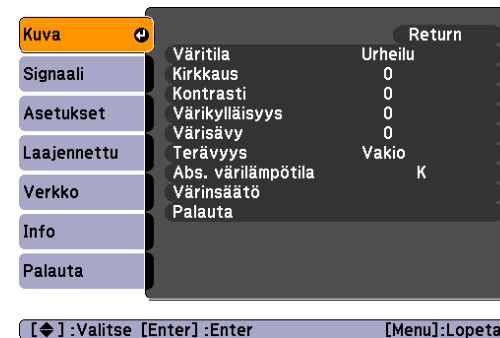 Kuva
Signaali
Asetukset
Laajennettu
Verkko
Info
Palauta
Return
Väritila Urheilu
Kirkkaus 0
Kontrasti 0
Värikylläisyys 0
Värisävy 0
Terävyys Vakio
Abs. värilämpötila K
Värinsäätö
Palauta
[◆] :Valitse [Enter] :Enter [Menu]:Lopeta